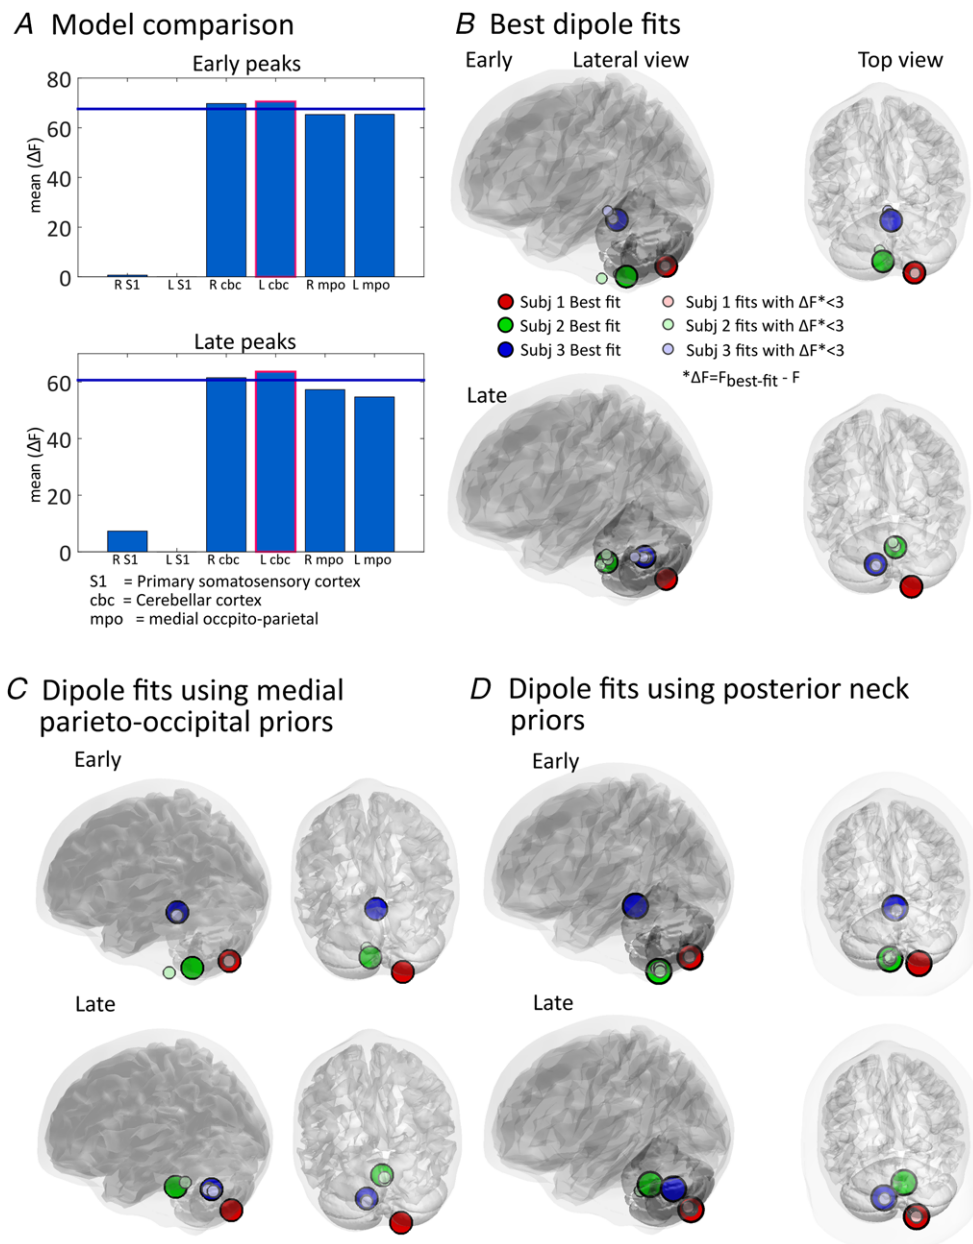 A Model comparison
Early peaks
mean (ΔF)
80
60
40
20
0
R S1 L S1 R cbc L cbc R mpo L mpo
Late peaks
mean (ΔF)
60
40
20
0
R S1 L S1 R cbc L cbc R mpo L mpo
S1 = Primary somatosensory cortex
cbc = Cerebellar cortex
mpo = medial occpito-parietal
B Best dipole fits
Early Lateral view Top view
Subj 1 Best fit Subj 1 fits with ΔF*<3
Subj 2 Best fit Subj 2 fits with ΔF*<3
Subj 3 Best fit Subj 3 fits with ΔF*<3
*ΔF=Fbest-fit - F
Late
C Dipole fits using medial
parieto-occipital priors
Early
Late
D Dipole fits using posterior neck
priors
Early
Late